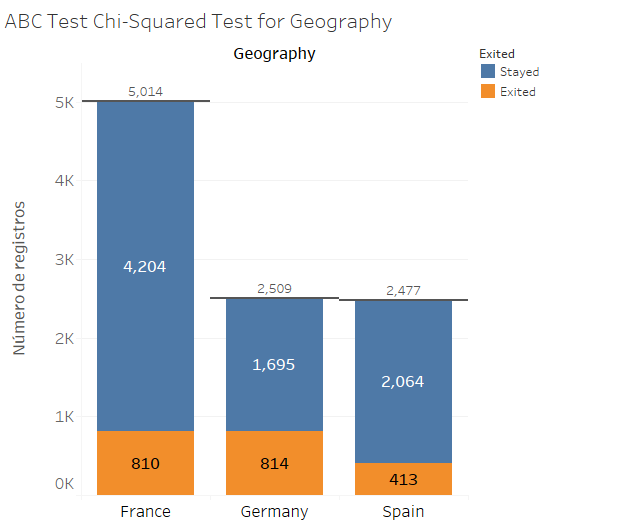 ABC Test Chi-Squared Test for Geography
Geography
Exited
Stayed
Exited
Número de registros
5K
4K
3K
2K
1K
0K
5,014
2,509
2,477
4,204
1,695
2,064
810
814
413
France
Germany
Spain